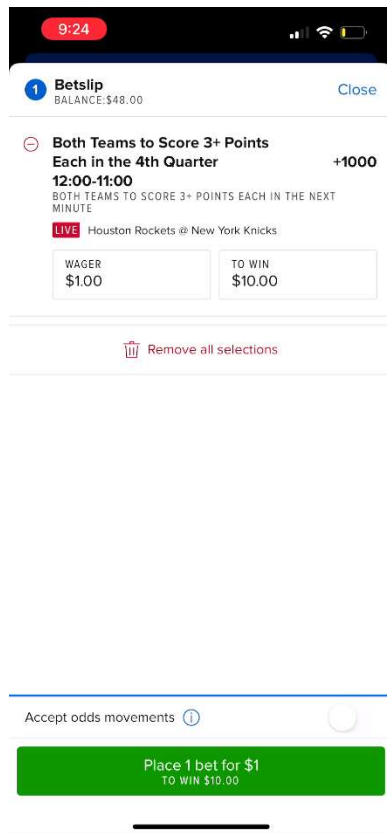 9:24
1
Betslip
Close
BALANCE:$48.00
Both Teams to Score 3+ Points
Each in the 4th Quarter
+1000
12:00-11:00
BOTH TEAMS TO SCORE 3+ POINTS EACH IN THE NEXT
MINUTE
LIVE Houston Rockets @ New York Knicks
WAGER
$1.00
TO WIN
$10.00
Remove all selections
Accept odds movements
Place 1 bet for $1
TO WIN $10.00